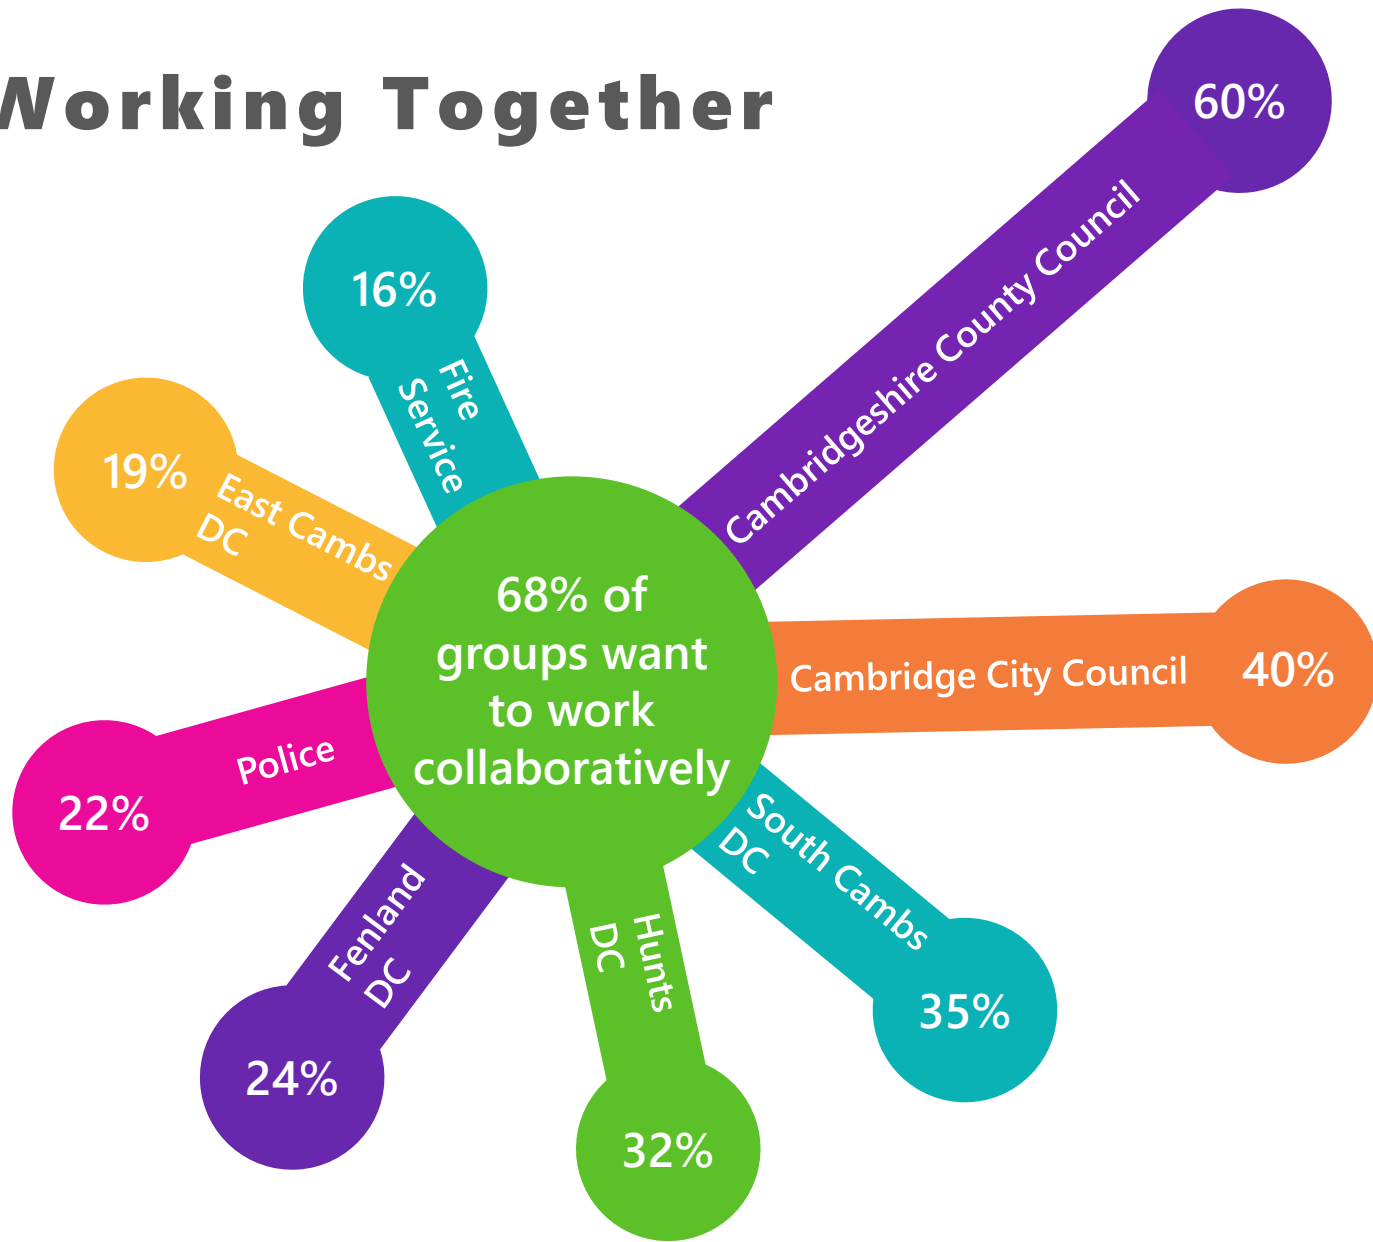 Working Together
60%
Cambridgeshire County Council
16%
Fire
Service
19%
East Cambs
DC
68% of
groups want
to work
collaboratively
Cambridge City Council
40%
Police
22%
South Cambs
DC
35%
Fenland
DC
24%
Hunts
DC
32%